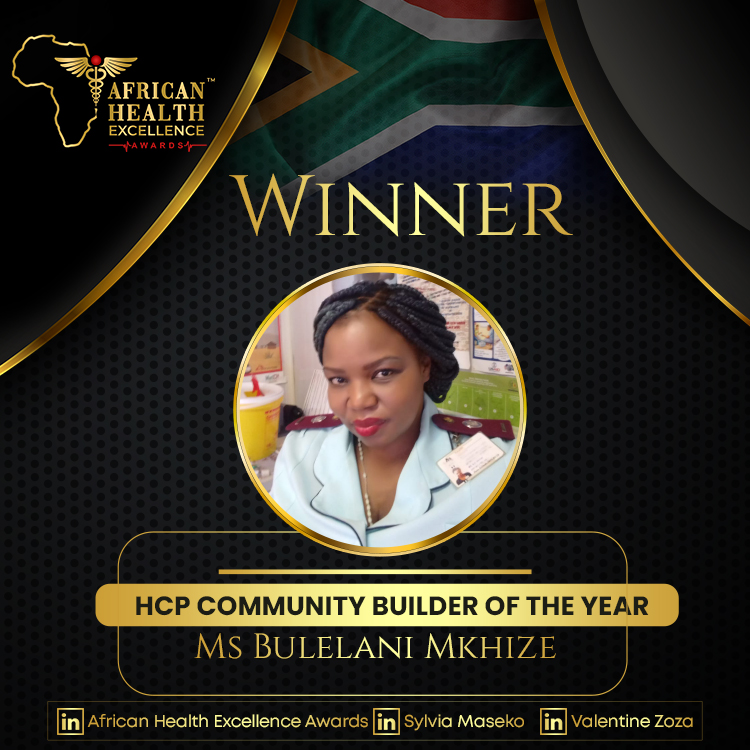 AFRICAN™
HEALTH
EXCELLENCE
AWARDS
WINNER
HCP COMMUNITY BUILDER OF THE YEAR
MS BULELANI MKHIZE
in African Health Excellence Awards in Sylvia Maseko in Valentine Zoza